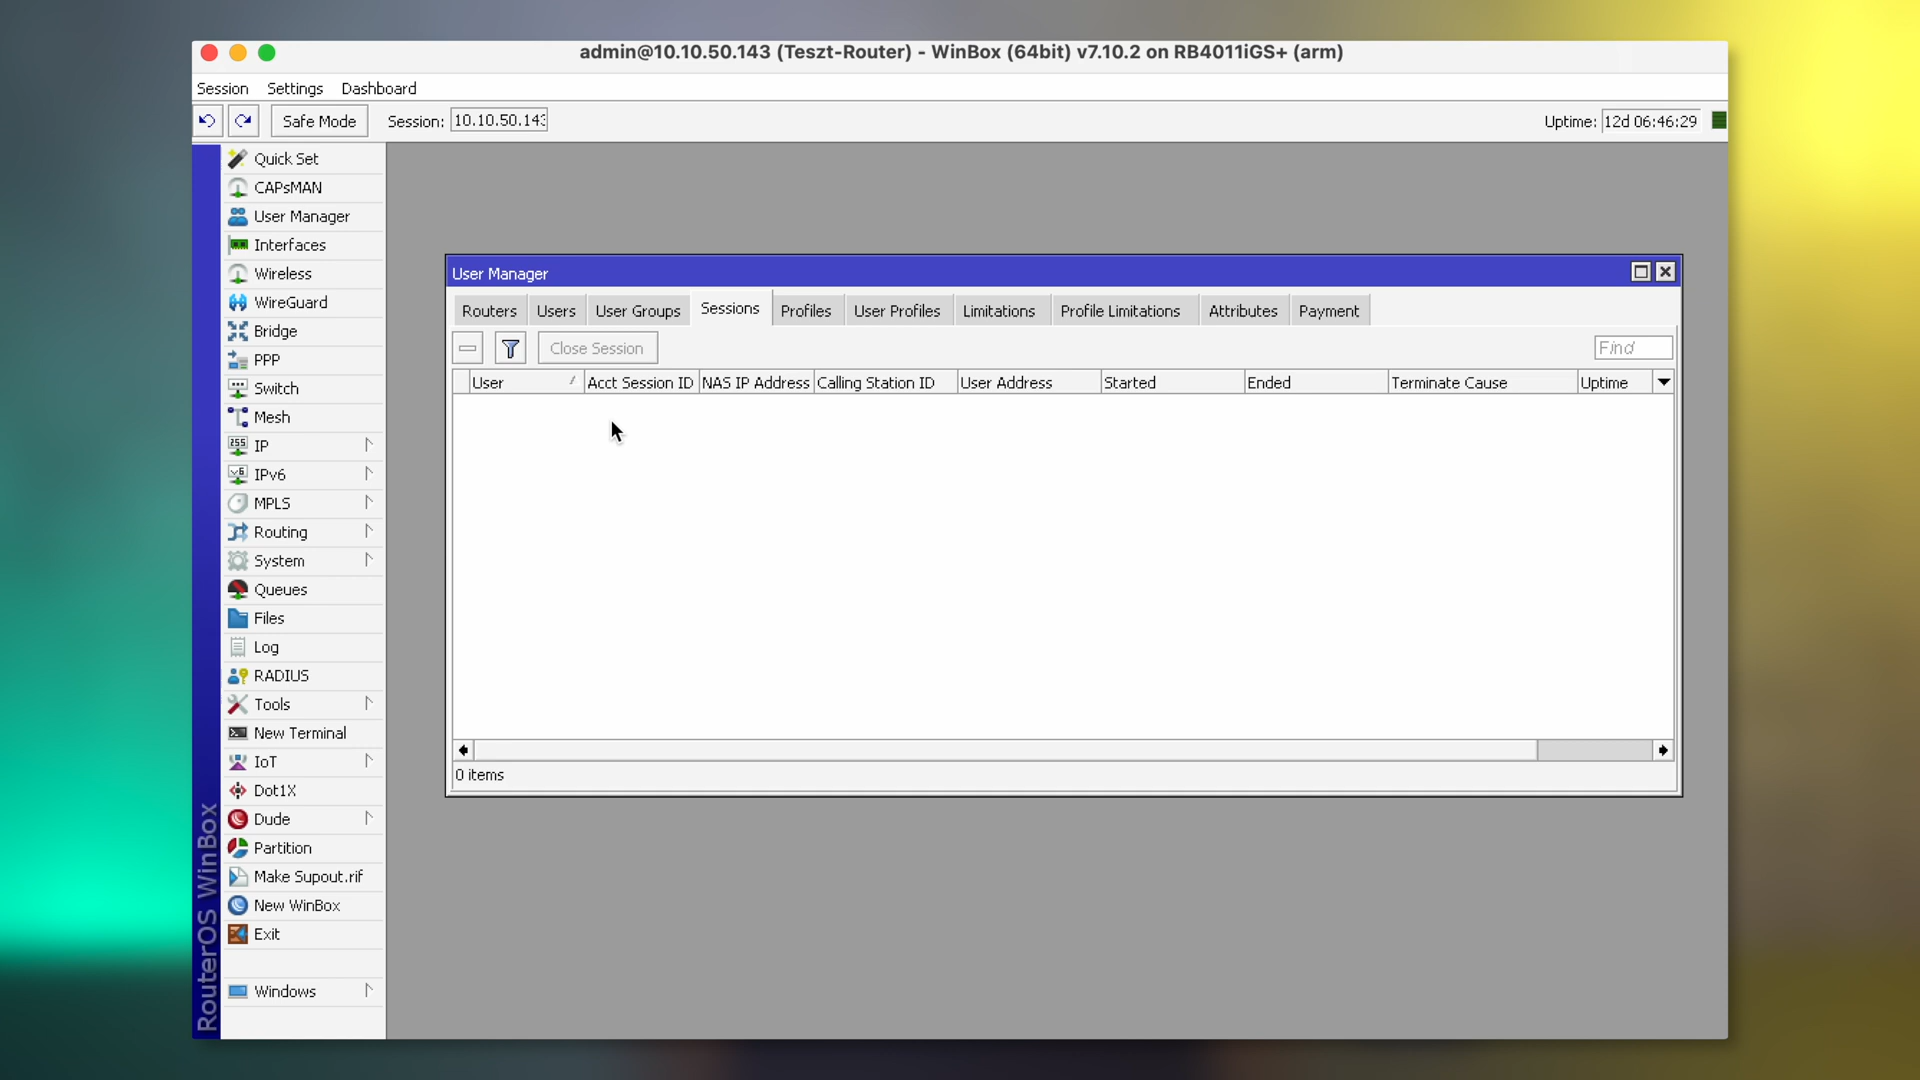 admin@10.10.50.143 (Teszt-Router) - WinBox (64bit) v7.10.2 on RB4011iGS+ (arm)
Session Settings Dashboard
Safe Mode Session: 10.10.50.143 Uptime: 12d 06:46:29
Quick Set
CAPsMAN
User Manager
Interfaces
Wireless
WireGuard
Bridge
PPP
Switch
Mesh
IP
IPv6
MPLS
Routing
System
Queues
Files
Log
RADIUS
Tools
New Terminal
IoT
Dot1X
Dude
Partition
Make Supout.rif
New WinBox
Exit
Windows
RouterOS WinBox
User Manager
Routers Users User Groups Sessions Profiles User Profiles Limitations Profile Limitations Attributes Payment
Close Session Find
User Acct Session ID NAS IP Address Calling Station ID User Address Started Ended Terminate Cause Uptime
0 items